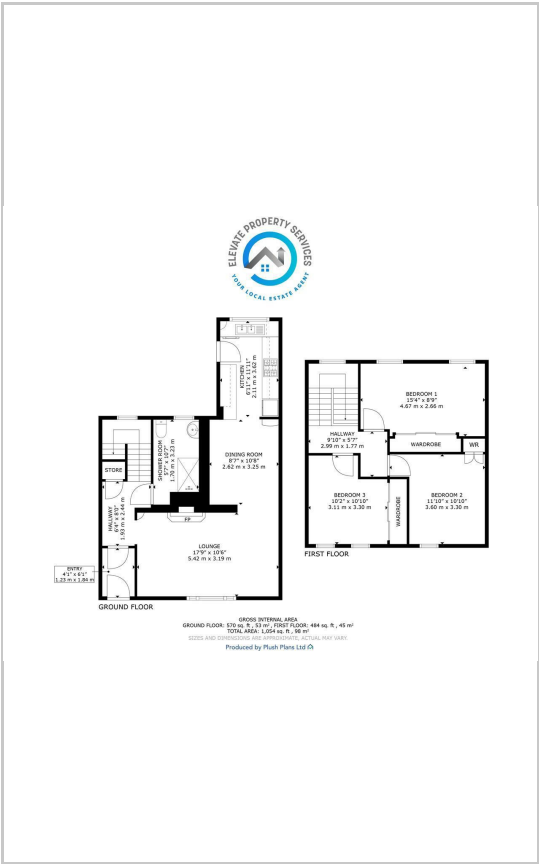 ELEVATE PROPERTY SERVICES
YOUR LOCAL ESTATE AGENT
KITCHEN
6'11" x 11'11"
2.11 m x 3.62 m
DINING ROOM
8'7" x 10'8"
2.62 m x 3.25 m
SHOWER ROOM
5'7" x 10'7"
1.70 m x 3.23 m
STORE
HALLWAY
6'4" x 8'0"
1.93 m x 2.44 m
FP
LOUNGE
17'9" x 10'6"
5.42 m x 3.19 m
ENTRY
4'1" x 6'1"
1.23 m x 1.84 m
GROUND FLOOR
BEDROOM 1
15'4" x 8'9"
4.67 m x 2.66 m
HALLWAY
9'10" x 5'7"
2.99 m x 1.77 m
WARDROBE
WR
BEDROOM 3
10'2" x 10'10"
3.11 m x 3.30 m
WARDROBE
BEDROOM 2
11'10" x 10'10"
3.60 m x 3.30 m
FIRST FLOOR
GROSS INTERNAL AREA
GROUND FLOOR: 570 sq. ft , 53 m², FIRST FLOOR: 484 sq. ft , 45 m²
TOTAL AREA: 1,054 sq. ft , 98 m²
SIZES AND DIMENSIONS ARE APPROXIMATE, ACTUAL MAY VARY.
Produced by Plush Plans Ltd